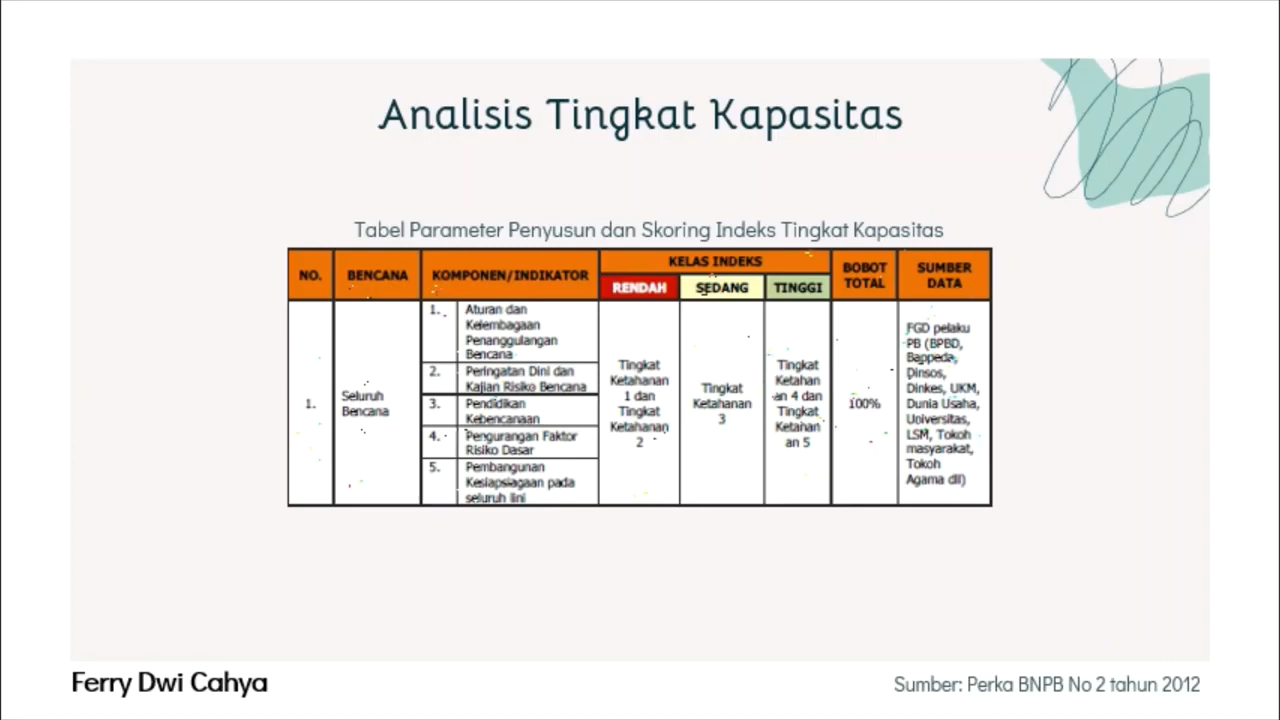 Analisis Tingkat Kapasitas
Tabel Parameter Penyusun dan Skoring Indeks Tingkat Kapasitas
NO.
BENCANA
KOMPONEN/INDIKATOR
KELAS INDEKS
RENDAH
SEDANG
TINGGI
BOBOT
TOTAL
SUMBER
DATA
1.
Seluruh
Bencana
1.
Aturan dan
Kelembagaan
Penanggulangan
Bencana
2.
Peringatan Dini dan
Kajian Risiko Bencana
3.
Pendidikan
Kebencanaan
4.
Pengurangan Faktor
Risiko Dasar
5.
Pembangunan
Kesiapsiagaan pada
seluruh lini
Tingkat
Ketahanan
1 dan
Tingkat
Ketahanan
2
Tingkat
Ketahanan
3
Tingkat
Ketahan
an 4 dan
Tingkat
Ketahan
an 5
100%
FGD pelaku
PB (BPBD,
Bappeda,
Dinsos,
Dinkes, UKM,
Dunia Usaha,
Universitas,
LSM, Tokoh
masyarakat,
Tokoh
Agama dll)
Ferry Dwi Cahya
Sumber: Perka BNPB No 2 tahun 2012